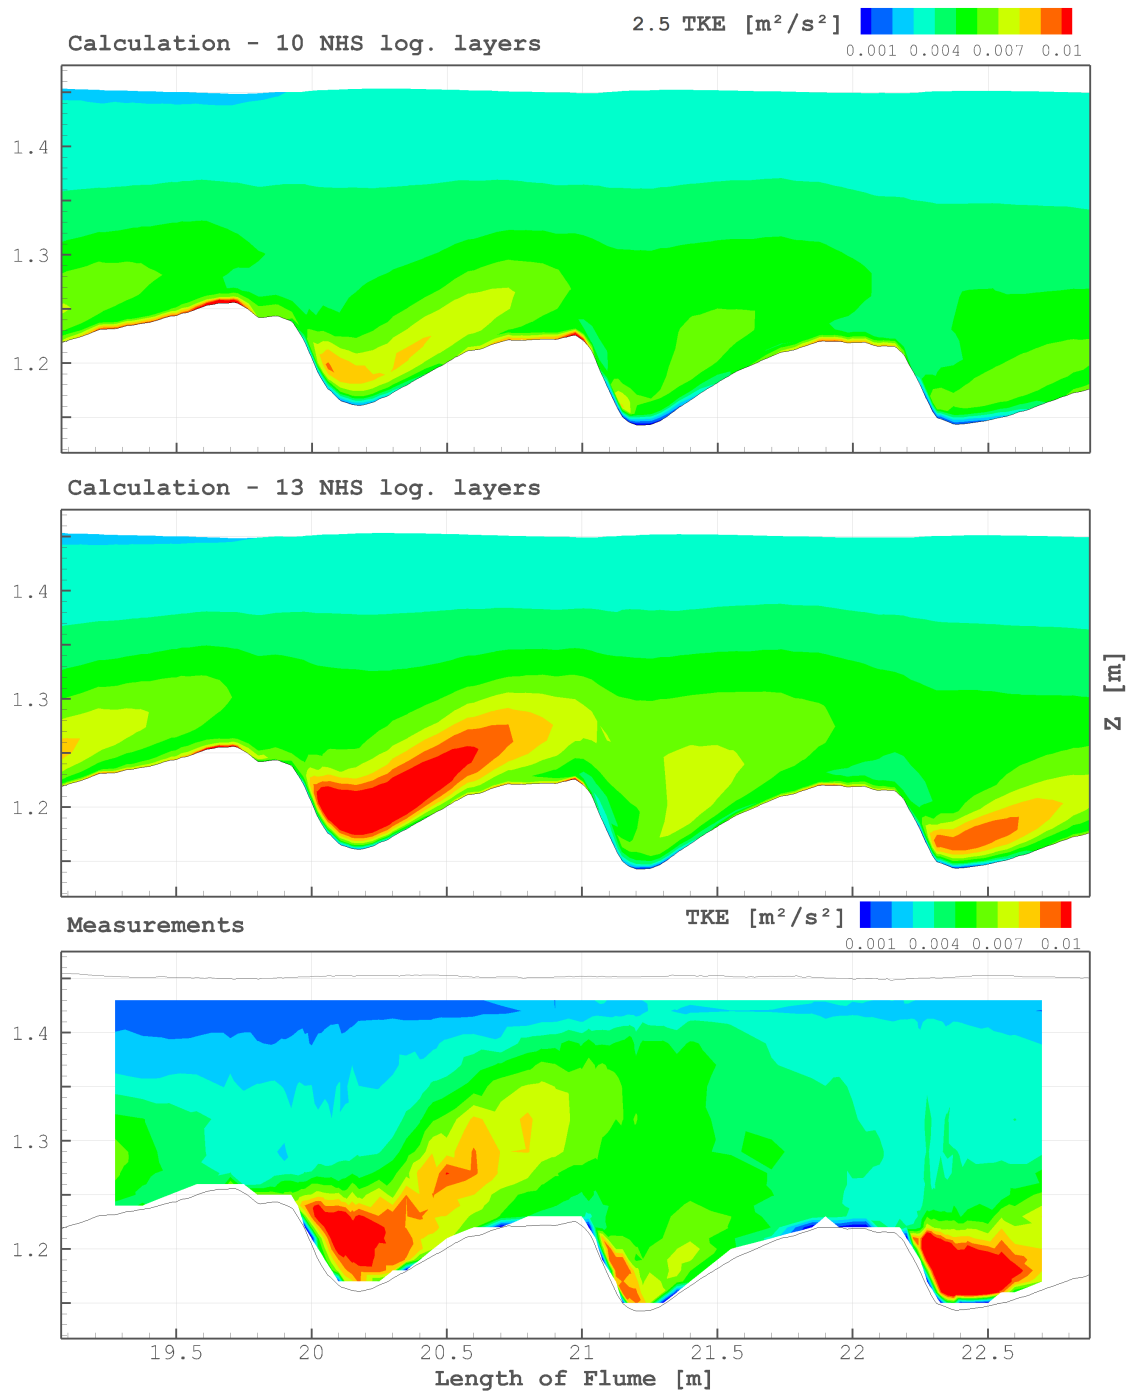 2.5 TKE [m²/s²]
Calculation - 10 NHS log. layers
0.001 0.004 0.007 0.01
1.4
1.3
1.2
Calculation - 13 NHS log. layers
1.4
1.3
1.2
Z [m]
Measurements
TKE [m²/s²]
0.001 0.004 0.007 0.01
1.4
1.3
1.2
19.5 20 20.5 21 21.5 22 22.5
Length of Flume [m]